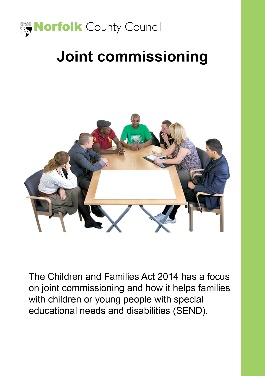 Norfolk County Council
Joint commissioning
The Children and Families Act 2014 has a focus
on joint commissioning and how it helps families
with children or young people with special
educational needs and disabilities (SEND).